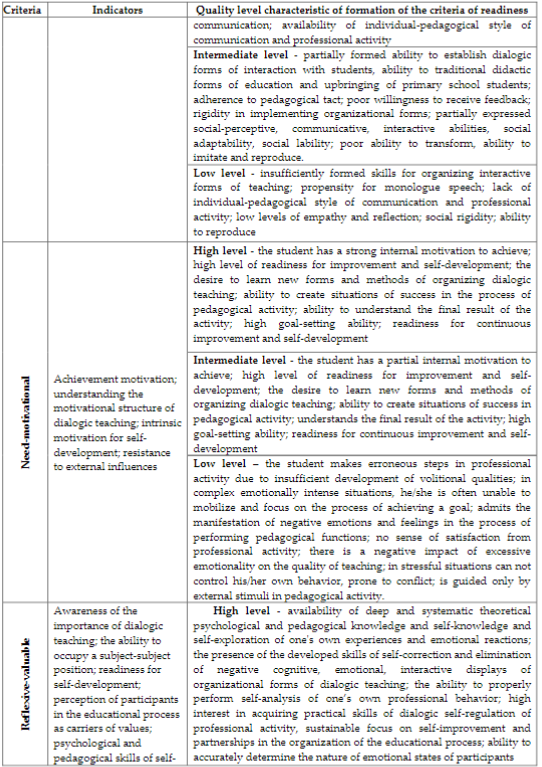 Criteria Indicators Quality level characteristic of formation of the criteria of readiness
communication; availability of individual-pedagogical style of
communication and professional activity
Intermediate level - partially formed ability to establish dialogic
forms of interaction with students, ability to traditional didactic
forms of education and upbringing of primary school students;
adherence to pedagogical tact; poor willingness to receive feedback;
rigidity in implementing organizational forms; partially expressed
social-perceptive, communicative, interactive abilities, social
adaptability, social lability; poor ability to transform, ability to
imitate and reproduce.
Low level - insufficiently formed skills for organizing interactive
forms of teaching; propensity for monologue speech; lack of
individual-pedagogical style of communication and professional
activity; low levels of empathy and reflection; social rigidity; ability
to reproduce
Need-motivational
Achievement motivation;
understanding the
motivational structure of
dialogic teaching; intrinsic
motivation for self-
development; resistance
to external influences
High level - the student has a strong internal motivation to achieve;
high level of readiness for improvement and self-development; the
desire to learn new forms and methods of organizing dialogic
teaching; ability to create situations of success in the process of
pedagogical activity; ability to understand the final result of the
activity; high goal-setting ability; readiness for continuous
improvement and self-development
Intermediate level - the student has a partial internal motivation to
achieve; high level of readiness for improvement and self-
development; the desire to learn new forms and methods of
organizing dialogic teaching; ability to create situations of success in
pedagogical activity; understands the final result of the activity; high
goal-setting ability; readiness for continuous improvement and self-
development
Low level – the student makes erroneous steps in professional
activity due to insufficient development of volitional qualities; in
complex emotionally intense situations, he/she is often unable to
mobilize and focus on the process of achieving a goal; admits the
manifestation of negative emotions and feelings in the process of
performing pedagogical functions; no sense of satisfaction from
professional activity; there is a negative impact of excessive
emotionality on the quality of teaching; in stressful situations can not
control his/her own behavior, prone to conflict; is guided only by
external stimuli in pedagogical activity.
Reflexive-valuable
Awareness of the
importance of dialogic
teaching; the ability to
occupy a subject-subject
position; readiness for
self-development;
perception of participants
in the educational process
as carriers of values;
psychological and
pedagogical skills of self-
High level - availability of deep and systematic theoretical
psychological and pedagogical knowledge and self-knowledge and
self-exploration of one's own experiences and emotional reactions;
the presence of the developed skills of self-correction and elimination
of negative cognitive, emotional, interactive displays of
organizational forms of dialogic teaching; the ability to properly
perform self-analysis of one's own professional behavior; high
interest in acquiring practical skills of dialogic self-regulation of
professional activity, sustainable focus on self-improvement and
partnerships in the organization of the educational process; ability to
accurately determine the nature of emotional states of participants